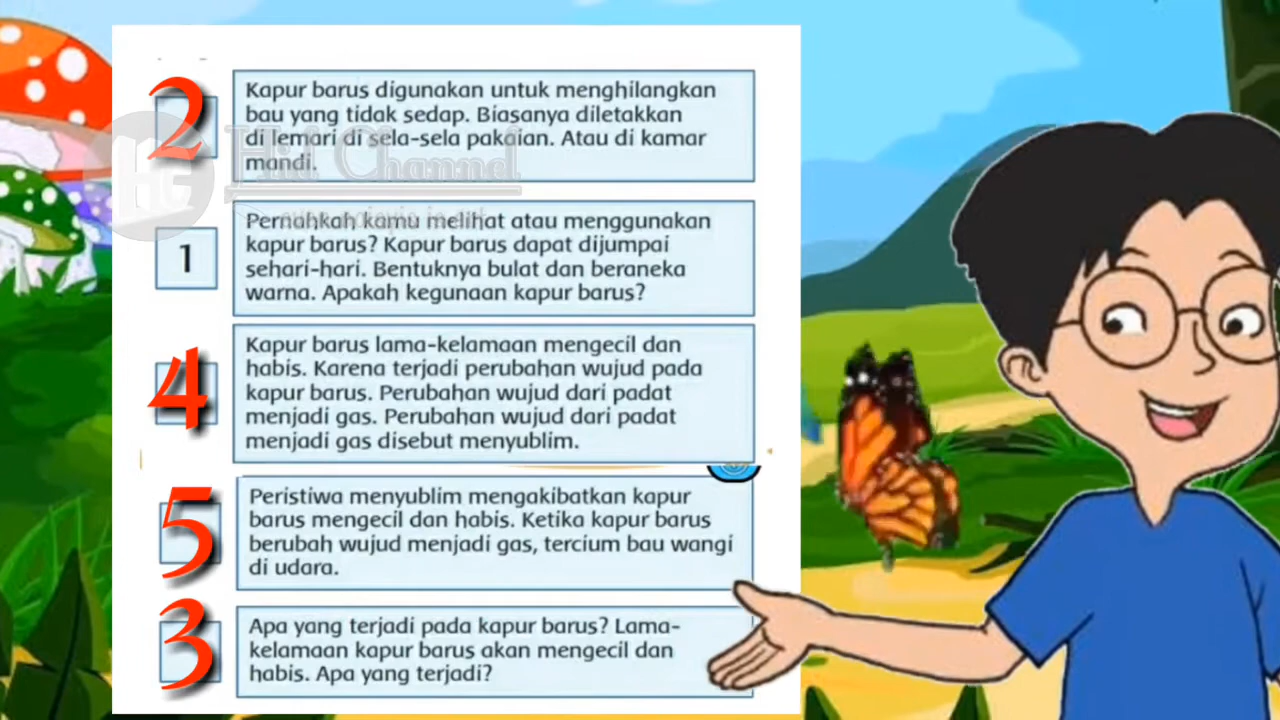 2
Kapur barus digunakan untuk menghilangkan
bau yang tidak sedap. Biasanya diletakkan
di lemari di sela-sela pakaian. Atau di kamar
mandi.
HG
Hid Channel
1
Pernahkah kamu melihat atau menggunakan
kapur barus? Kapur barus dapat dijumpai
sehari-hari. Bentuknya bulat dan beraneka
warna. Apakah kegunaan kapur barus?
4
Kapur barus lama-kelamaan mengecil dan
habis. Karena terjadi perubahan wujud pada
kapur barus. Perubahan wujud dari padat
menjadi gas. Perubahan wujud dari padat
menjadi gas disebut menyublim.
5
Peristiwa menyublim mengakibatkan kapur
barus mengecil dan habis. Ketika kapur barus
berubah wujud menjadi gas, tercium bau wangi
di udara.
3
Apa yang terjadi pada kapur barus? Lama-
kelamaan kapur barus akan mengecil dan
habis. Apa yang terjadi?